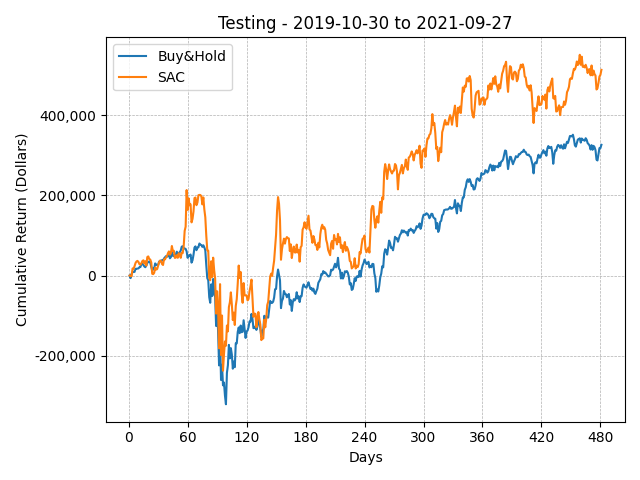 Testing - 2019-10-30 to 2021-09-27
Buy&Hold
SAC
Cumulative Return (Dollars)
400,000
200,000
0
-200,000
0 60 120 180 240 300 360 420 480
Days